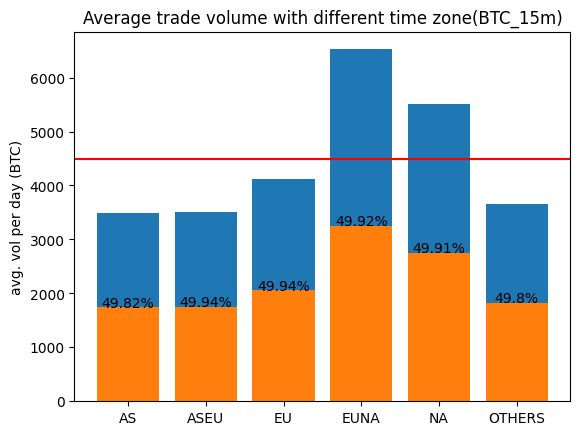 Average trade volume with different time zone(BTC_15m)
avg. vol per day (BTC)
6000
5000
4000
3000
2000
1000
0
49.82%
49.94%
49.94%
49.92%
49.91%
49.8%
AS
ASEU
EU
EUNA
NA
OTHERS